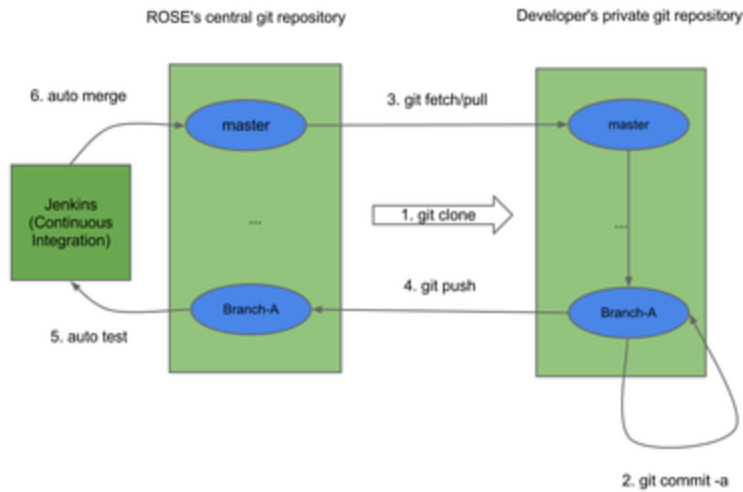 ROSE's central git repository
Developer's private git repository
6. auto merge
3. git fetch/pull
master
master
Jenkins
(Continuous
Integration)
...
1. git clone
...
4. git push
Branch-A
Branch-A
5. auto test
2. git commit -a